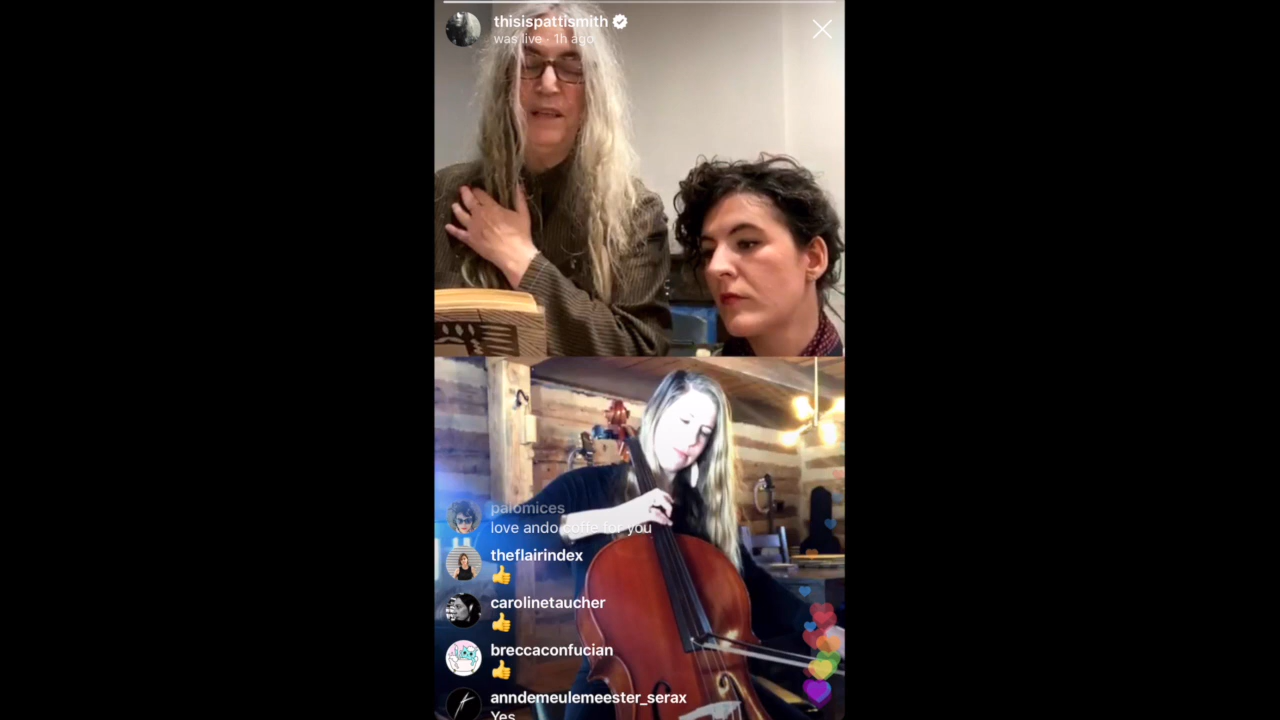 thisispattismith
was live · 1h ago
palomices
love ando coffe for you
theflairindex
👍
carolinetaucher
👍
breccaconfucian
👍
anndemeulemeester_serax
Yes